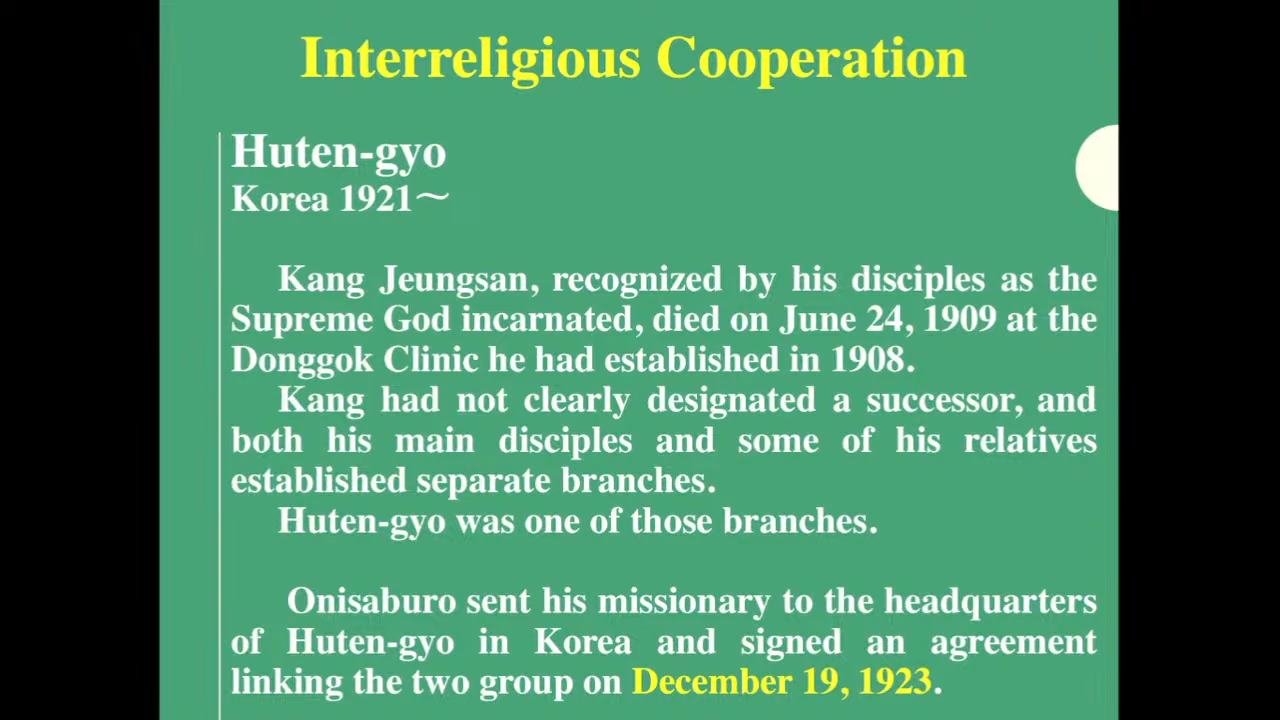 Interreligious Cooperation
Huten-gyo
Korea 1921〜
Kang Jeungsan, recognized by his disciples as the
Supreme God incarnated, died on June 24, 1909 at the
Donggok Clinic he had established in 1908.
Kang had not clearly designated a successor, and
both his main disciples and some of his relatives
established separate branches.
Huten-gyo was one of those branches.
Onisaburo sent his missionary to the headquarters
of Huten-gyo in Korea and signed an agreement
linking the two group on December 19, 1923.